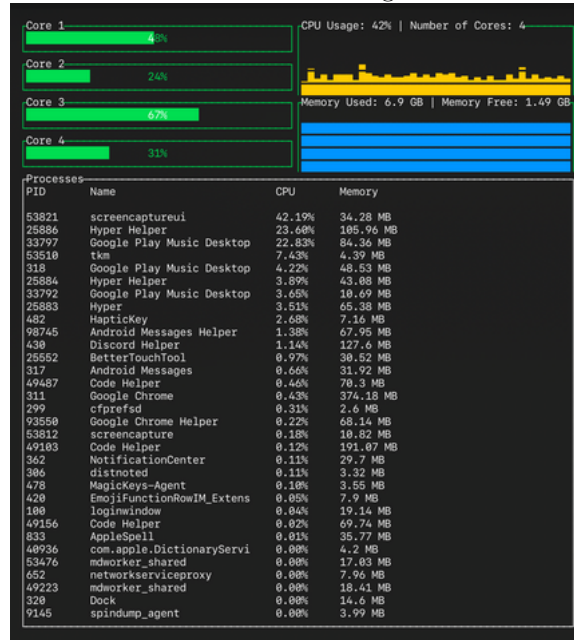 Core 1
48%
Core 2
24%
Core 3
67%
Core 4
31%
CPU Usage: 42% | Number of Cores: 4
Memory Used: 6.9 GB | Memory Free: 1.49 GB
Processes
PID Name CPU Memory
53821 screencaptureui 42.19% 34.28 MB
25886 Hyper Helper 23.60% 105.96 MB
33797 Google Play Music Desktop 22.83% 84.36 MB
53510 tkm 7.43% 4.39 MB
318 Google Play Music Desktop 4.22% 48.53 MB
25884 Hyper Helper 3.89% 43.08 MB
33792 Google Play Music Desktop 3.65% 10.69 MB
25883 Hyper 3.51% 65.38 MB
482 HapticKey 2.68% 7.16 MB
98745 Android Messages Helper 1.38% 67.95 MB
430 Discord Helper 1.14% 127.6 MB
25552 BetterTouchTool 0.97% 30.52 MB
317 Android Messages 0.66% 31.92 MB
49487 Code Helper 0.46% 70.3 MB
311 Google Chrome 0.43% 374.18 MB
299 cfprefsd 0.31% 2.6 MB
93550 Google Chrome Helper 0.22% 68.14 MB
53812 screencapture 0.18% 10.82 MB
49103 Code Helper 0.12% 191.07 MB
362 NotificationCenter 0.11% 29.7 MB
306 distnoted 0.11% 3.32 MB
478 MagicKeys-Agent 0.10% 3.55 MB
420 EmojiFunctionRowIM_Extens 0.05% 7.9 MB
100 loginwindow 0.04% 19.14 MB
49156 Code Helper 0.02% 69.74 MB
833 AppleSpell 0.01% 35.77 MB
40936 com.apple.DictionaryServi 0.00% 4.2 MB
53476 mdworker_shared 0.00% 17.03 MB
652 networkserviceproxy 0.00% 7.96 MB
49223 mdworker_shared 0.00% 18.41 MB
320 Dock 0.00% 14.6 MB
9145 spindump_agent 0.00% 3.99 MB